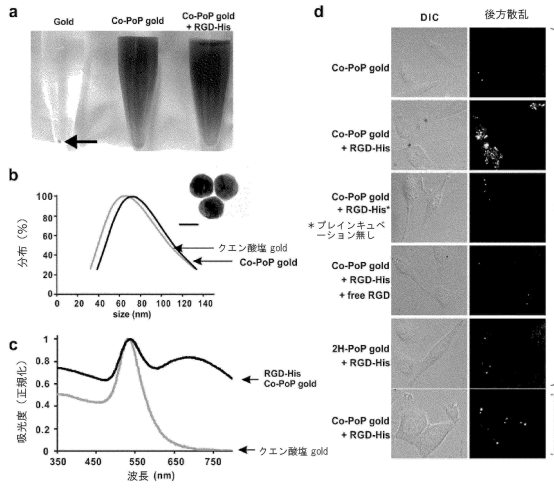 a
Gold
Co-PoP gold
Co-PoP gold
+ RGD-His
b
分布 (%)
100
80
60
40
20
0
0 20 40 60 80 100 120 140
size (nm)
クエン酸塩 gold
Co-PoP gold
c
吸光度 (正規化)
1
0.8
0.6
0.4
0.2
0
350 450 550 650 750
波長 (nm)
RGD-His
Co-PoP gold
クエン酸塩 gold
d
DIC
後方散乱
Co-PoP gold
Co-PoP gold
+ RGD-His
Co-PoP gold
+ RGD-His*
*プレインキュベ
ーション無し
Co-PoP gold
+ RGD-His
+ free RGD
2H-PoP gold
+ RGD-His
Co-PoP gold
+ RGD-His